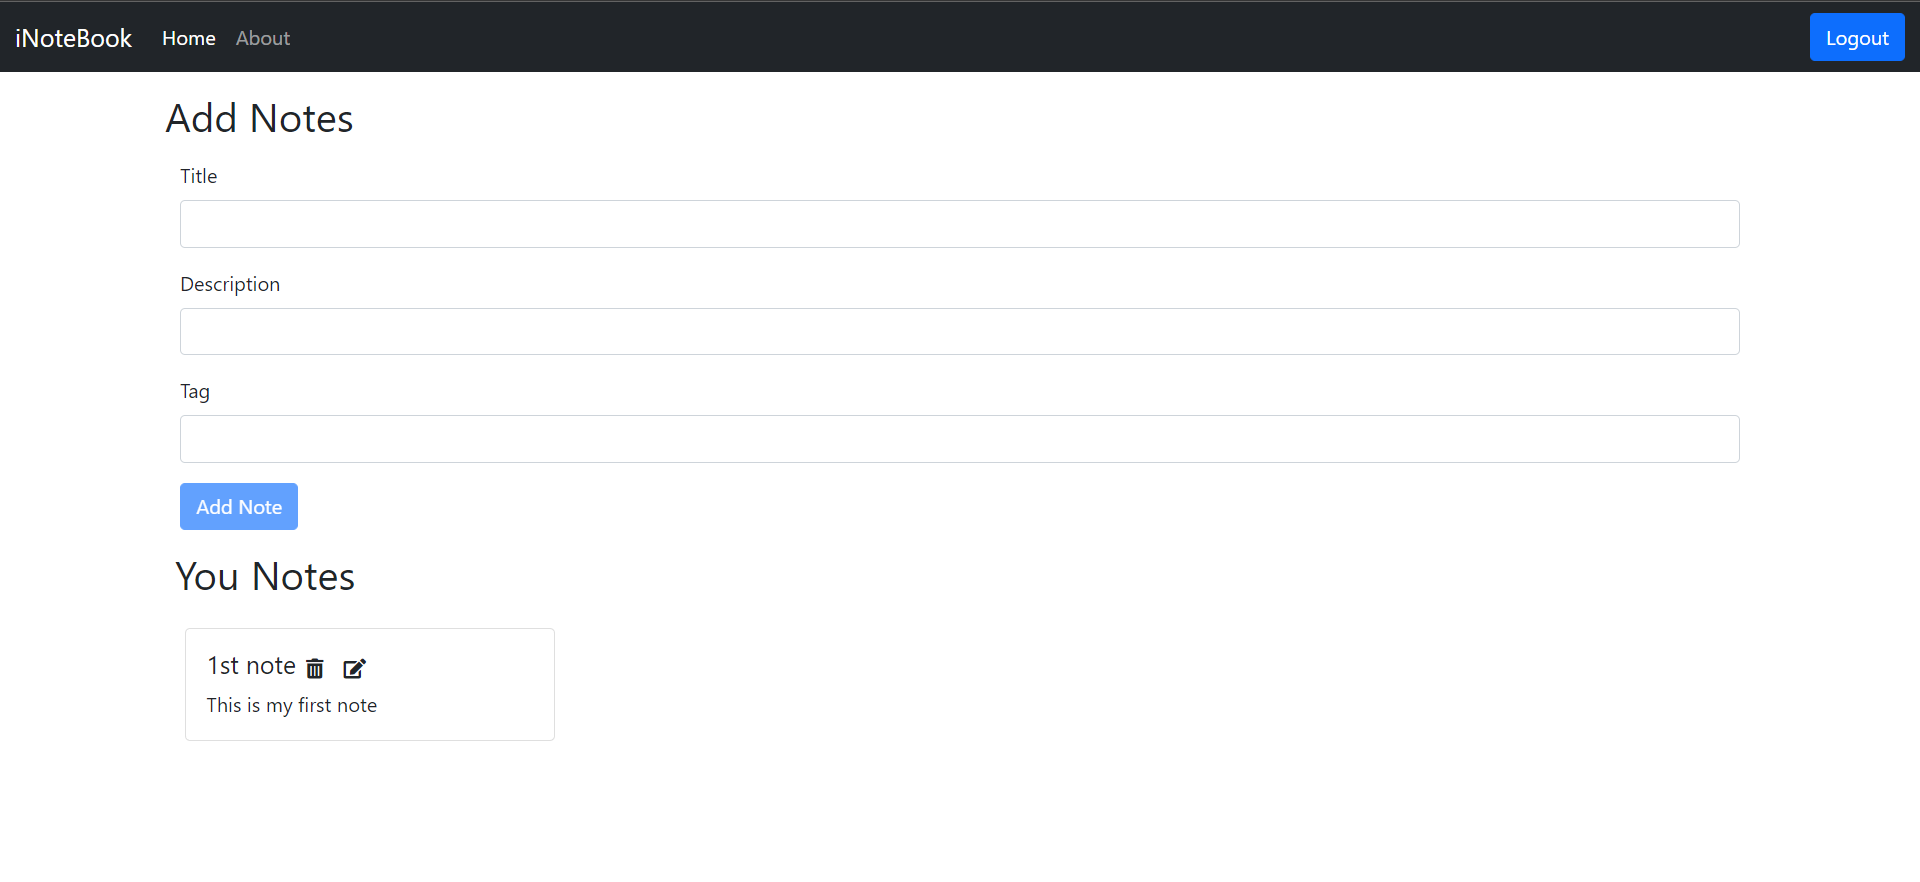 iNoteBook Home About Logout
Add Notes
Title
Description
Tag
Add Note
You Notes
1st note
This is my first note